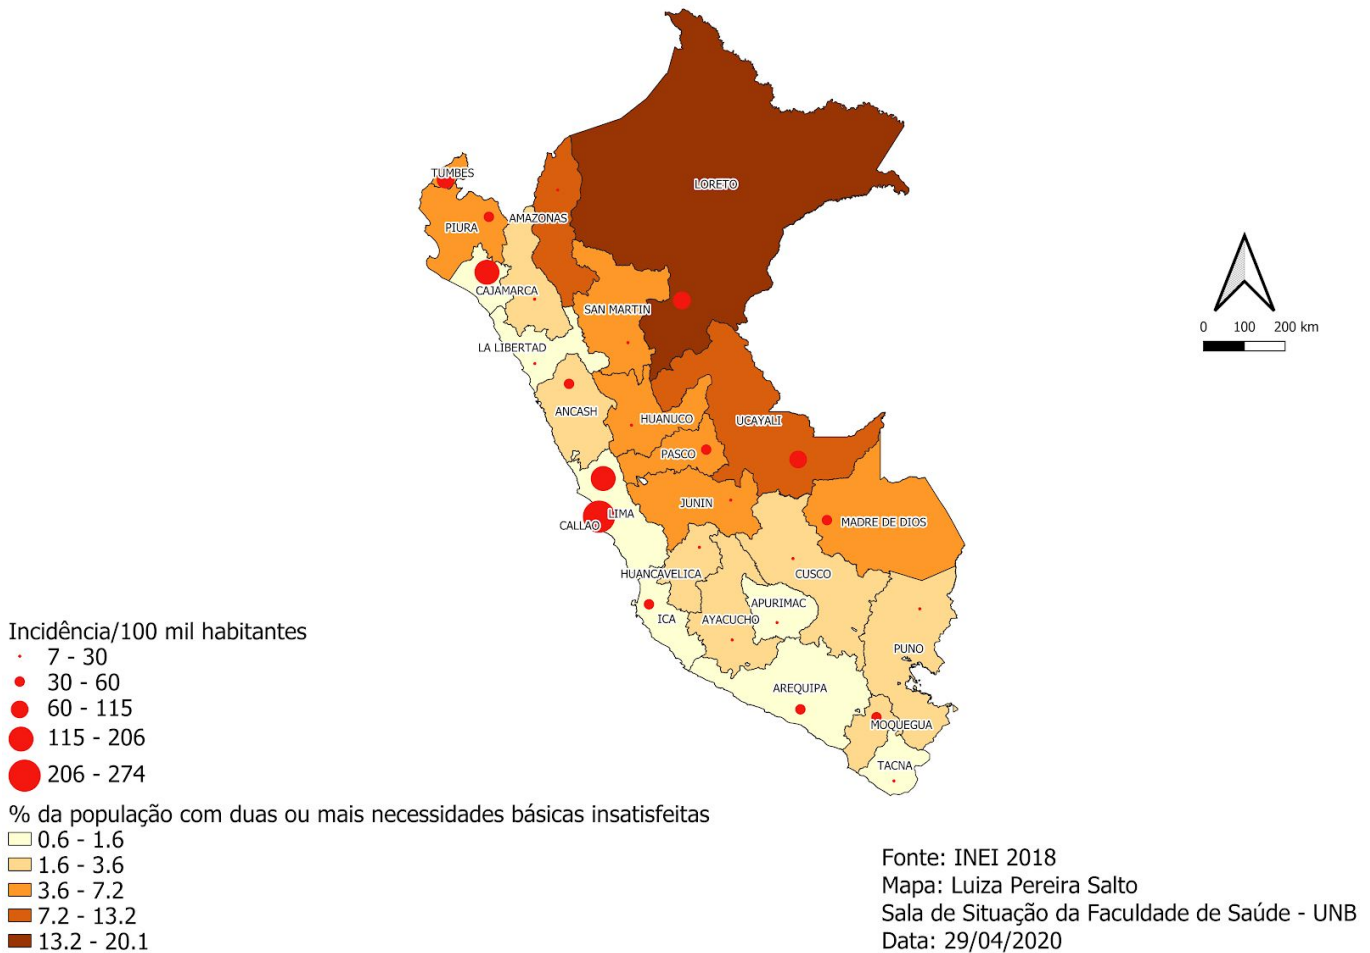 TUMBES
LORETO
PIURA
AMAZONAS
CAJAMARCA
SAN MARTIN
LA LIBERTAD
ANCASH
HUANUCO
UCAYALI
PASCO
JUNIN
LIMA
CALLAO
MADRE DE DIOS
HUANCAVELICA
CUSCO
APURIMAC
ICA
AYACUCHO
PUNO
AREQUIPA
MOQUEGUA
TACNA
0 100 200 km
Incidência/100 mil habitantes
7 - 30
30 - 60
60 - 115
115 - 206
206 - 274
% da população com duas ou mais necessidades básicas insatisfeitas
0.6 - 1.6
1.6 - 3.6
3.6 - 7.2
7.2 - 13.2
13.2 - 20.1
Fonte: INEI 2018
Mapa: Luiza Pereira Salto
Sala de Situação da Faculdade de Saúde - UNB
Data: 29/04/2020